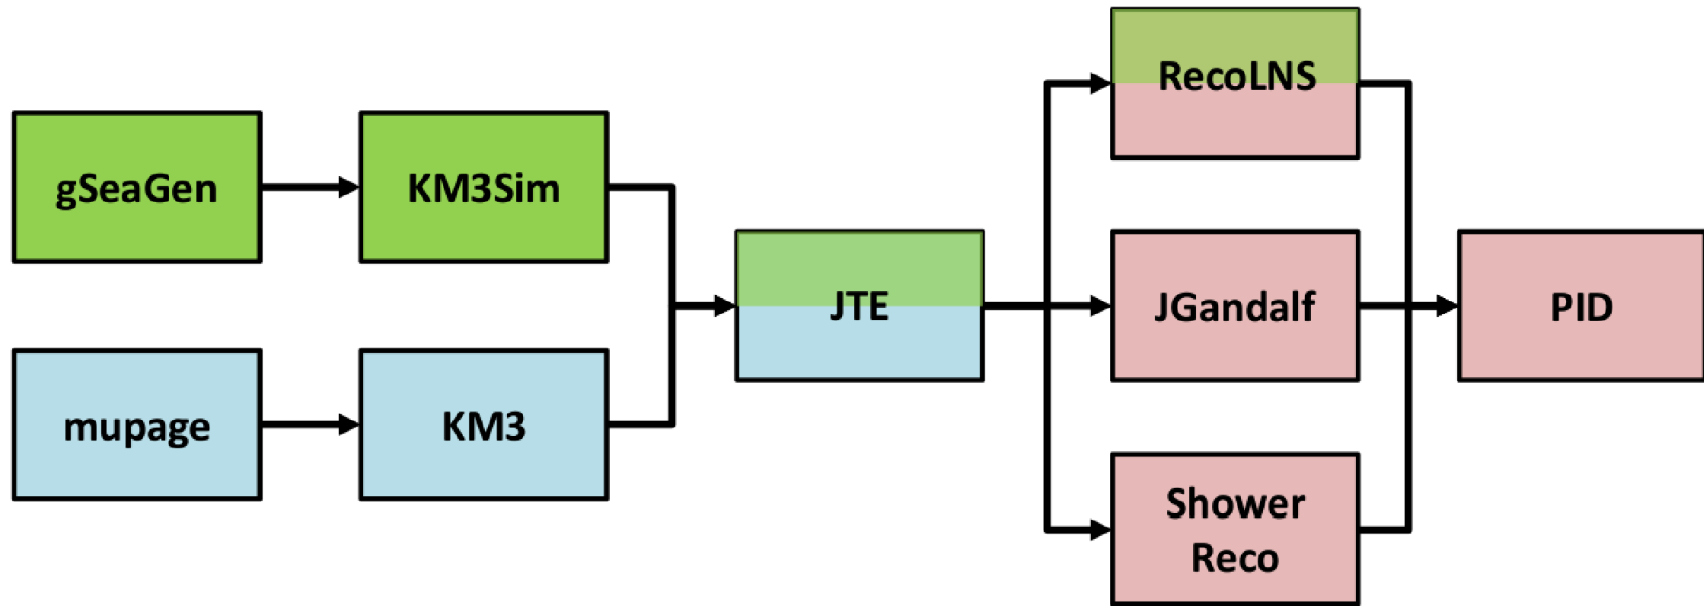 gSeaGen
KM3Sim
mupage
KM3
JTE
RecoLNS
JGandalf
Shower
Reco
PID